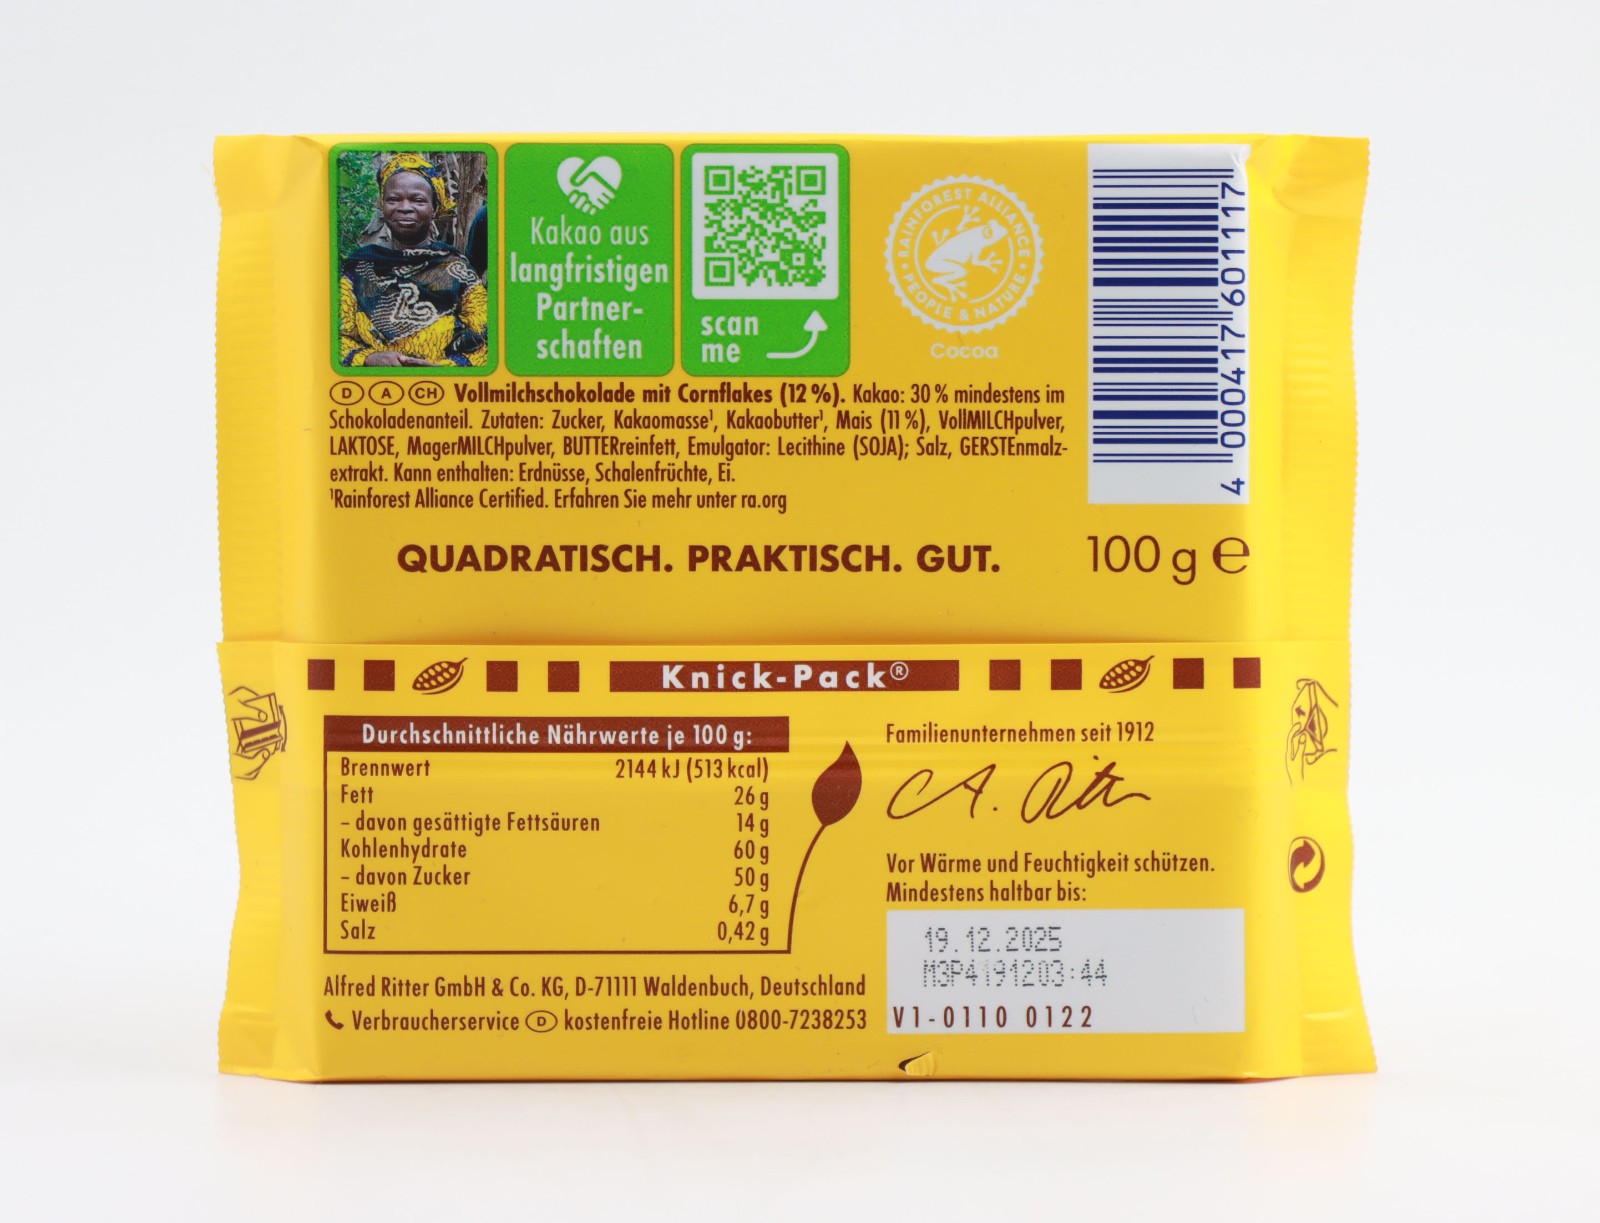 Kakao aus
langfristigen
Partner-
schaften
scan
me
RAINFOREST ALLIANCE
PEOPLE & NATURE
Cocoa
4 000417 601117
D A CH Vollmilchschokolade mit Cornflakes (12 %). Kakao: 30 % mindestens im
Schokoladenanteil. Zutaten: Zucker, Kakaomasse¹, Kakaobutter¹, Mais (11 %), VollMILCHpulver,
LAKTOSE, MagerMILCHpulver, BUTTERreinfett, Emulgator: Lecithine (SOJA); Salz, GERSTEnmalz-
extrakt. Kann enthalten: Erdnüsse, Schalenfrüchte, Ei.
¹Rainforest Alliance Certified. Erfahren Sie mehr unter ra.org
QUADRATISCH. PRAKTISCH. GUT.
100 g ℮
Knick-Pack®
Durchschnittliche Nährwerte je 100 g:
Brennwert 2144 kJ (513 kcal)
Fett 26 g
– davon gesättigte Fettsäuren 14 g
Kohlenhydrate 60 g
– davon Zucker 50 g
Eiweiß 6,7 g
Salz 0,42 g
Familienunternehmen seit 1912
A. Ritter
Vor Wärme und Feuchtigkeit schützen.
Mindestens haltbar bis:
19.12.2025
M3P4191203:44
V1-0110 0122
Alfred Ritter GmbH & Co. KG, D-71111 Waldenbuch, Deutschland
Verbraucherservice D kostenfreie Hotline 0800-7238253